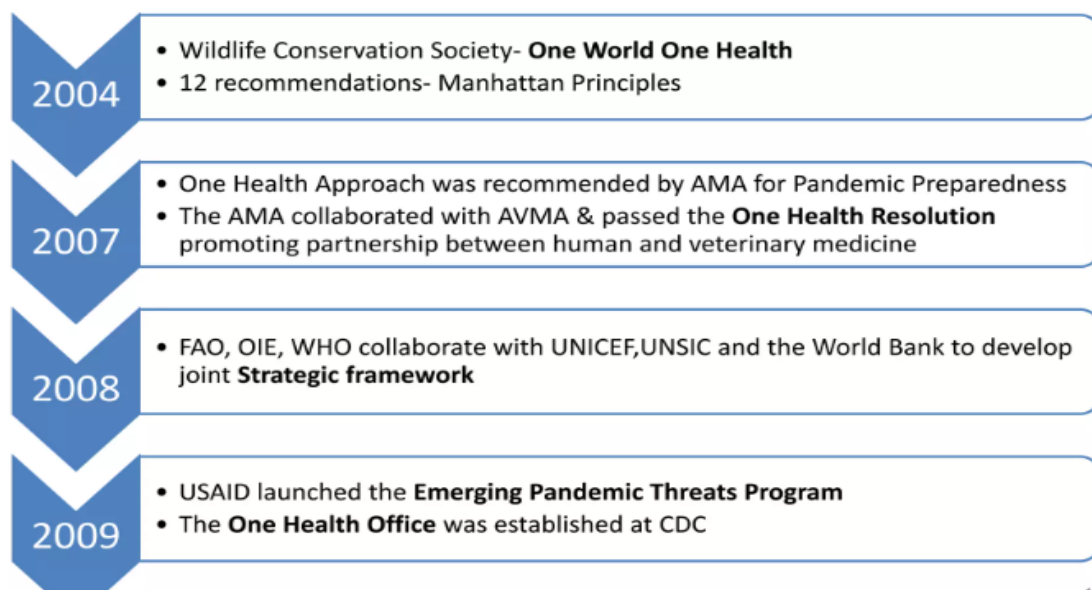 2004
• Wildlife Conservation Society- One World One Health
• 12 recommendations- Manhattan Principles
2007
• One Health Approach was recommended by AMA for Pandemic Preparedness
• The AMA collaborated with AVMA & passed the One Health Resolution
promoting partnership between human and veterinary medicine
2008
• FAO, OIE, WHO collaborate with UNICEF,UNSIC and the World Bank to develop
joint Strategic framework
2009
• USAID launched the Emerging Pandemic Threats Program
• The One Health Office was established at CDC